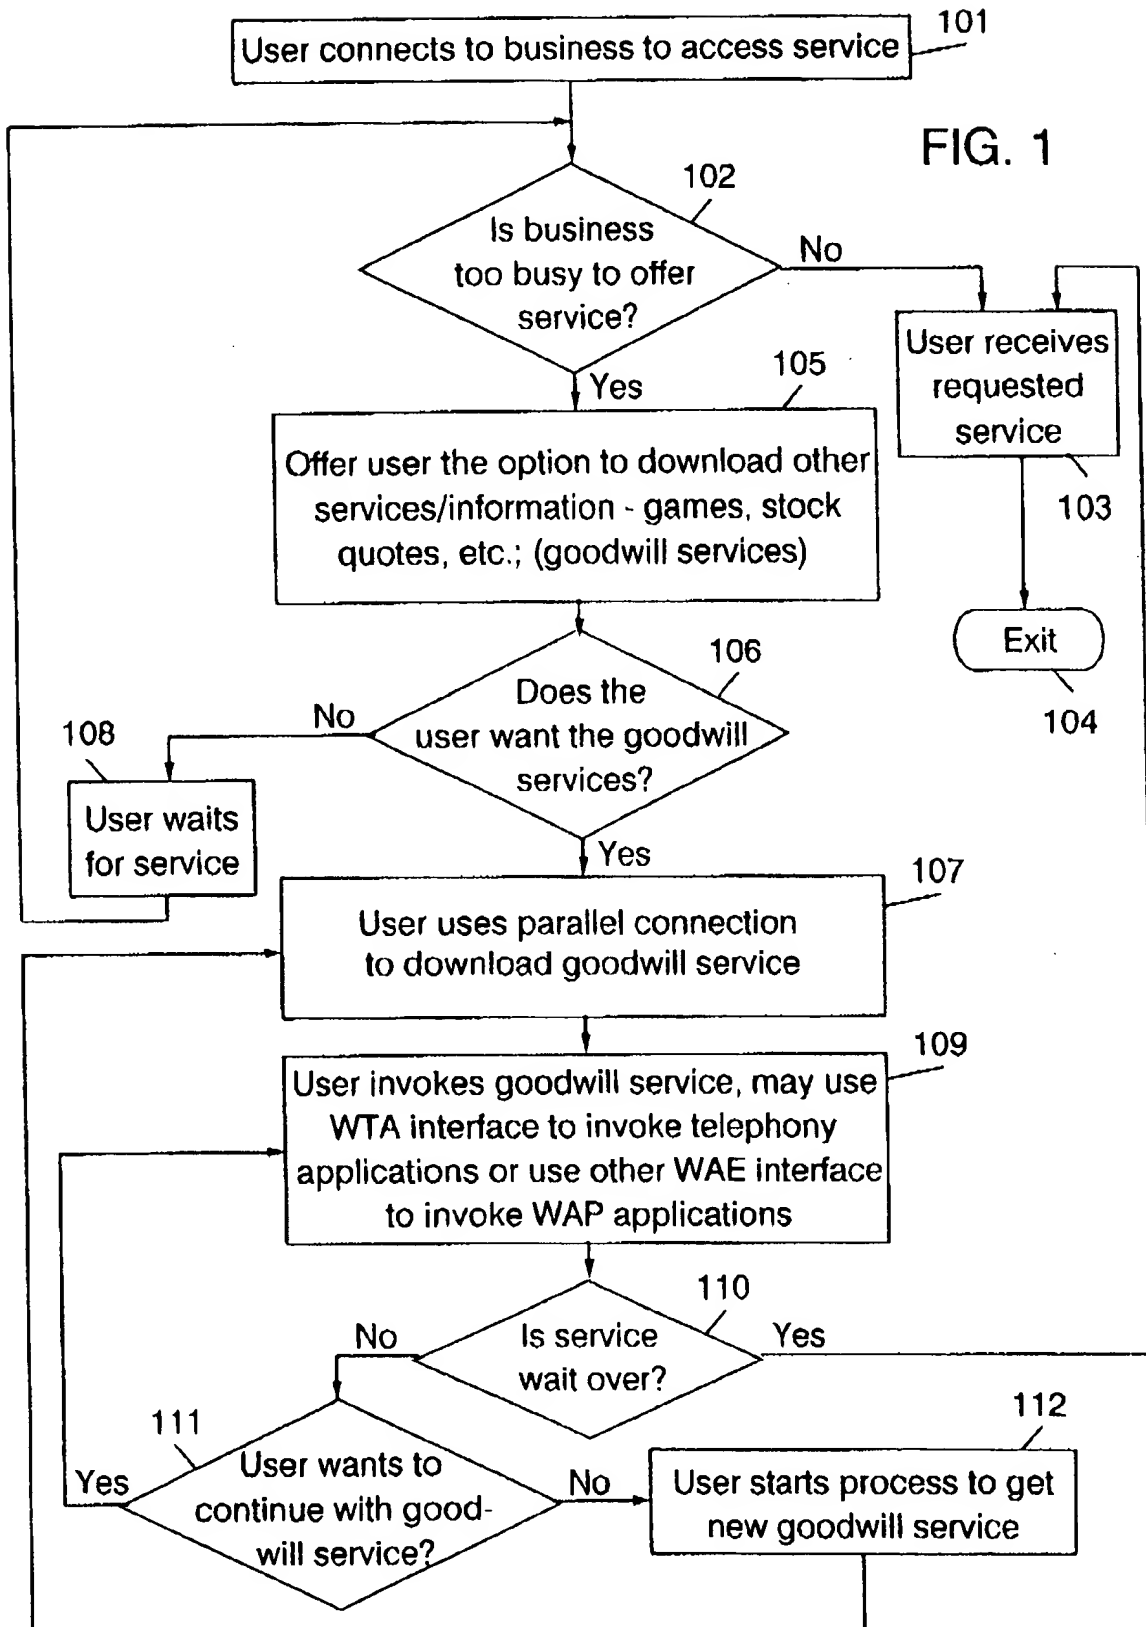 User connects to business to access service
101
FIG. 1
102
Is business
too busy to offer
service?
No
Yes
105
User receives
requested
service
103
Offer user the option to download other
services/information - games, stock
quotes, etc.; (goodwill services)
Exit
104
106
Does the
user want the goodwill
services?
No
108
User waits
for service
Yes
107
User uses parallel connection
to download goodwill service
109
User invokes goodwill service, may use
WTA interface to invoke telephony
applications or use other WAE interface
to invoke WAP applications
110
Is service
wait over?
No
Yes
111
User wants to
continue with good-
will service?
Yes
No
112
User starts process to get
new goodwill service